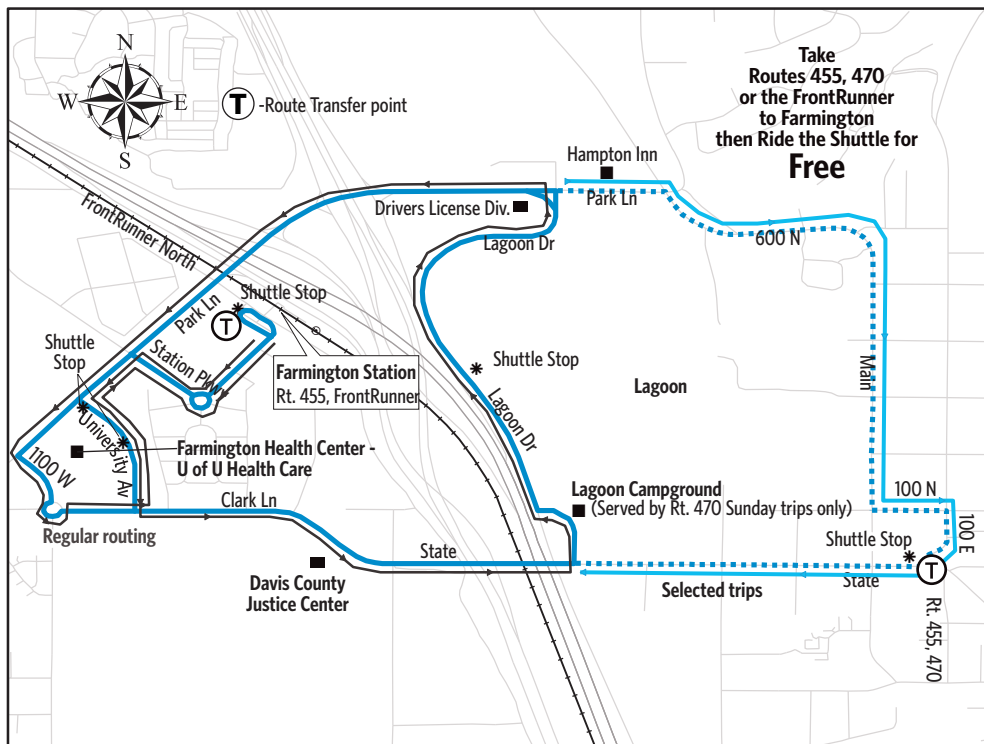 N
W
E
S
T -Route Transfer point
Take
Routes 455, 470
or the FrontRunner
to Farmington
then Ride the Shuttle for
Free
Hampton Inn
Park Ln
Drivers License Div.
Lagoon Dr
600 N
FrontRunner North
Park Ln
Shuttle Stop
T
Shuttle
Stop
Station Pkwy
Farmington Station
Rt. 455, FrontRunner
Shuttle Stop
Lagoon
Main
Lagoon Dr
University Av
Farmington Health Center -
U of U Health Care
1100 W
Clark Ln
Regular routing
Lagoon Campground
(Served by Rt. 470 Sunday trips only)
100 N
100 E
Shuttle Stop
T
State
State
Selected trips
Davis County
Justice Center
Rt. 455, 470